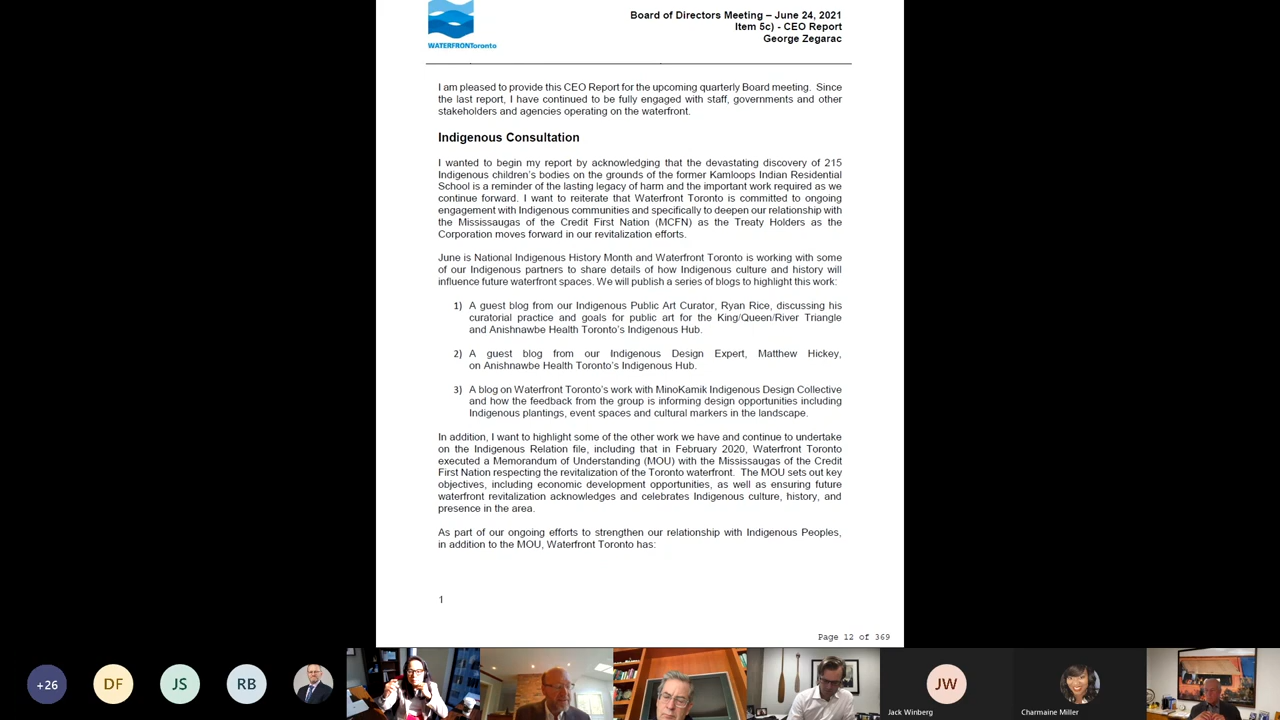 WATERFRONToronto
Board of Directors Meeting – June 24, 2021
Item 5c) - CEO Report
George Zegarac
I am pleased to provide this CEO Report for the upcoming quarterly Board meeting. Since
the last report, I have continued to be fully engaged with staff, governments and other
stakeholders and agencies operating on the waterfront.
Indigenous Consultation
I wanted to begin my report by acknowledging that the devastating discovery of 215
Indigenous children's bodies on the grounds of the former Kamloops Indian Residential
School is a reminder of the lasting legacy of harm and the important work required as we
continue forward. I want to reiterate that Waterfront Toronto is committed to ongoing
engagement with Indigenous communities and specifically to deepen our relationship with
the Mississaugas of the Credit First Nation (MCFN) as the Treaty Holders as the
Corporation moves forward in our revitalization efforts.
June is National Indigenous History Month and Waterfront Toronto is working with some
of our Indigenous partners to share details of how Indigenous culture and history will
influence future waterfront spaces. We will publish a series of blogs to highlight this work:
1) A guest blog from our Indigenous Public Art Curator, Ryan Rice, discussing his
curatorial practice and goals for public art for the King/Queen/River Triangle
and Anishnawbe Health Toronto's Indigenous Hub.
2) A guest blog from our Indigenous Design Expert, Matthew Hickey,
on Anishnawbe Health Toronto's Indigenous Hub.
3) A blog on Waterfront Toronto's work with MinoKamik Indigenous Design Collective
and how the feedback from the group is informing design opportunities including
Indigenous plantings, event spaces and cultural markers in the landscape.
In addition, I want to highlight some of the other work we have and continue to undertake
on the Indigenous Relation file, including that in February 2020, Waterfront Toronto
executed a Memorandum of Understanding (MOU) with the Mississaugas of the Credit
First Nation respecting the revitalization of the Toronto waterfront. The MOU sets out key
objectives, including economic development opportunities, as well as ensuring future
waterfront revitalization acknowledges and celebrates Indigenous culture, history, and
presence in the area.
As part of our ongoing efforts to strengthen our relationship with Indigenous Peoples,
in addition to the MOU, Waterfront Toronto has:
1
Page 12 of 369
+26
DF
JS
RB
JW
Jack Winberg
Charmaine Miller